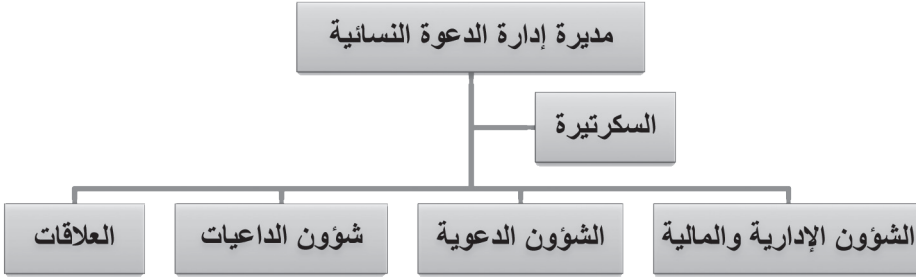 مديرة إدارة الدعوة النسائية
السكرتيرة
الشؤون الإدارية والمالية
الشؤون الدعوية
شؤون الداعيات
العلاقات